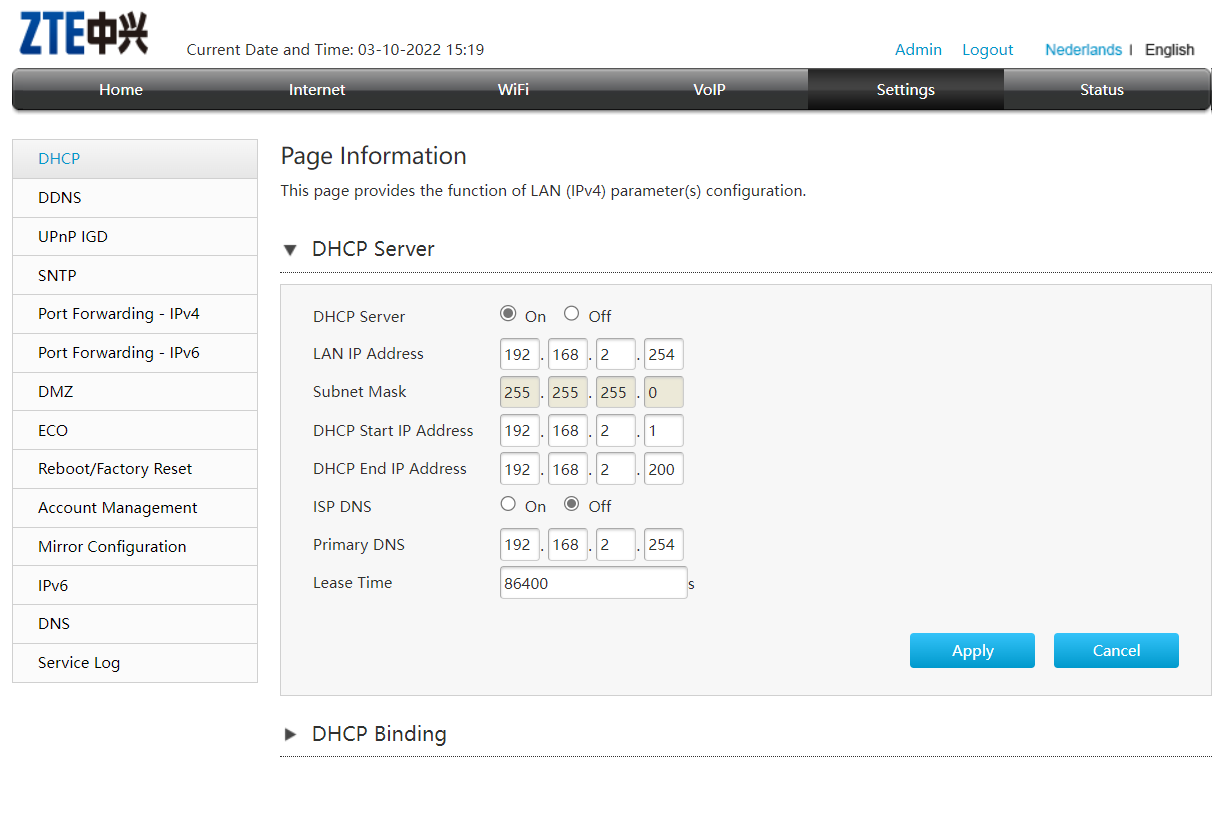 ZTE中兴
Current Date and Time: 03-10-2022 15:19
Admin Logout Nederlands | English
Home Internet WiFi VoIP Settings Status
DHCP
DDNS
UPnP IGD
SNTP
Port Forwarding - IPv4
Port Forwarding - IPv6
DMZ
ECO
Reboot/Factory Reset
Account Management
Mirror Configuration
IPv6
DNS
Service Log
Page Information
This page provides the function of LAN (IPv4) parameter(s) configuration.
DHCP Server
DHCP Server On Off
LAN IP Address 192 . 168 . 2 . 254
Subnet Mask 255 . 255 . 255 . 0
DHCP Start IP Address 192 . 168 . 2 . 1
DHCP End IP Address 192 . 168 . 2 . 200
ISP DNS On Off
Primary DNS 192 . 168 . 2 . 254
Lease Time 86400 s
Apply Cancel
DHCP Binding